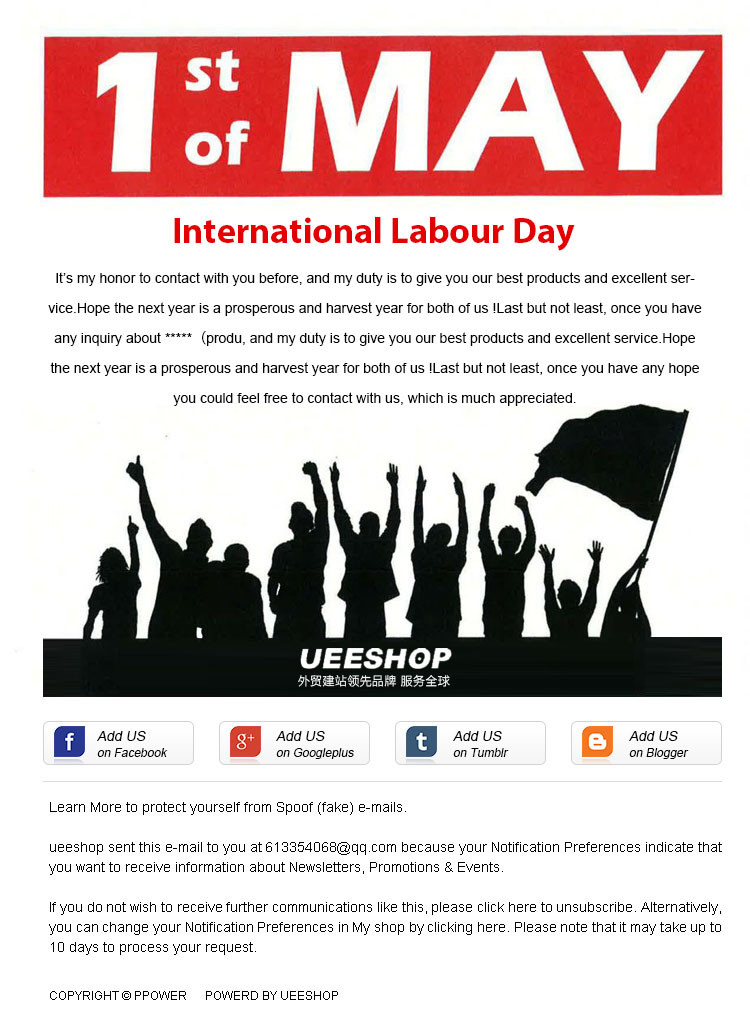 1st of MAY
International Labour Day
It's my honor to contact with you before, and my duty is to give you our best products and excellent ser-
vice.Hope the next year is a prosperous and harvest year for both of us !Last but not least, once you have
any inquiry about *****（produ, and my duty is to give you our best products and excellent service.Hope
the next year is a prosperous and harvest year for both of us !Last but not least, once you have any hope
you could feel free to contact with us, which is much appreciated.
UEESHOP
外贸建站领先品牌 服务全球
f
Add US
on Facebook
g+
Add US
on Googleplus
t
Add US
on Tumblr
B
Add US
on Blogger
Learn More to protect yourself from Spoof (fake) e-mails.
ueeshop sent this e-mail to you at 613354068@qq.com because your Notification Preferences indicate that
you want to receive information about Newsletters, Promotions & Events.
If you do not wish to receive further communications like this, please click here to unsubscribe. Alternatively,
you can change your Notification Preferences in My shop by clicking here. Please note that it may take up to
10 days to process your request.
COPYRIGHT © PPOWER POWERD BY UEESHOP